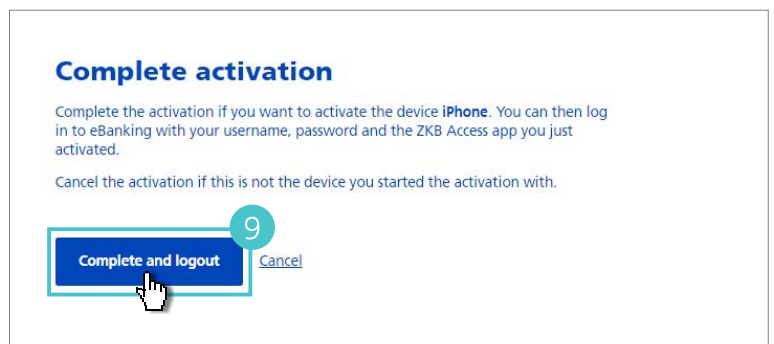 Complete activation
Complete the activation if you want to activate the device iPhone. You can then log
in to eBanking with your username, password and the ZKB Access app you just
activated.
Cancel the activation if this is not the device you started the activation with.
9
Complete and logout
Cancel